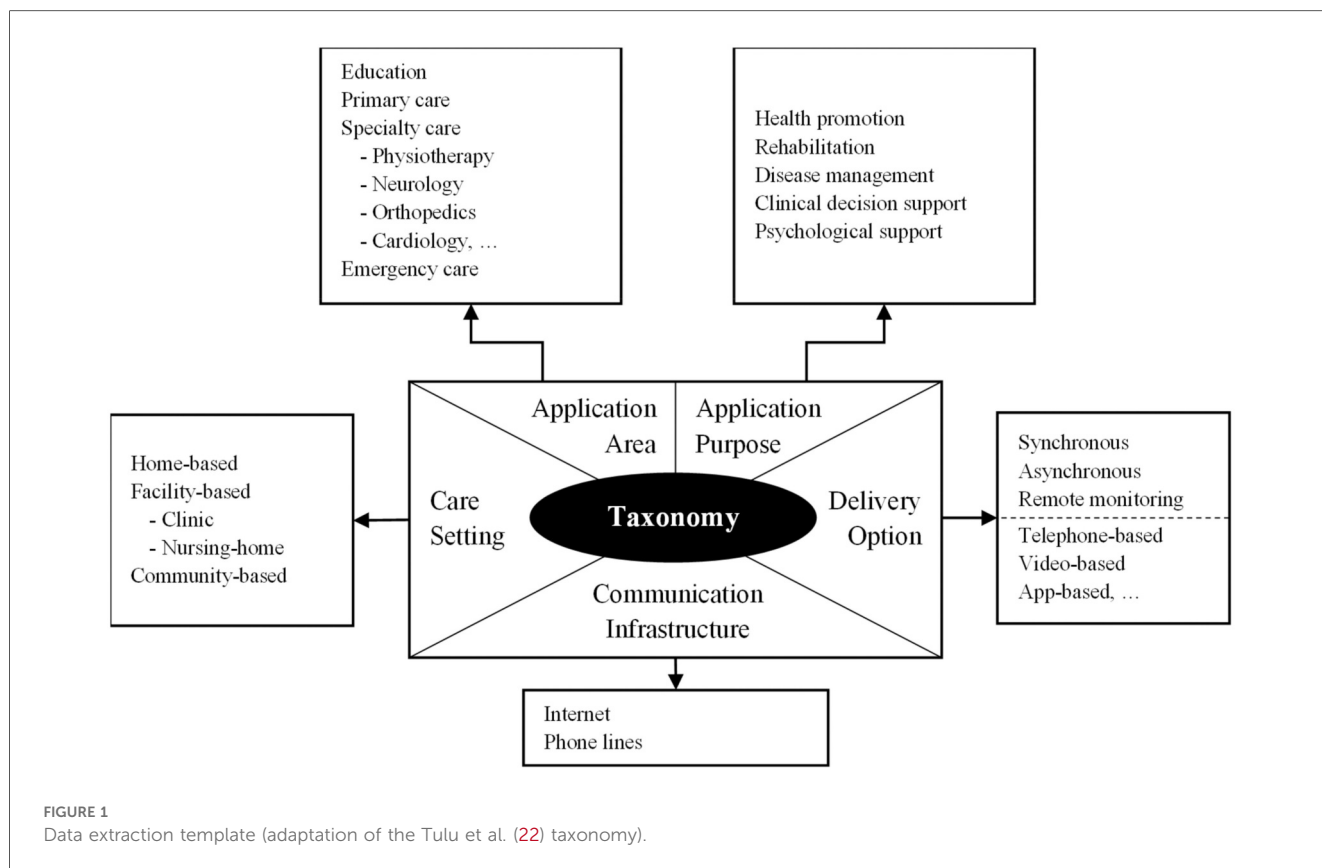 Education
Primary care
Specialty care
- Physiotherapy
- Neurology
- Orthopedics
- Cardiology, …
Emergency care
Health promotion
Rehabilitation
Disease management
Clinical decision support
Psychological support
Application
Area
Application
Purpose
Home-based
Facility-based
- Clinic
- Nursing-home
Community-based
Care
Setting
Taxonomy
Delivery
Option
Synchronous
Asynchronous
Remote monitoring
Telephone-based
Video-based
App-based, …
Communication
Infrastructure
Internet
Phone lines
FIGURE 1
Data extraction template (adaptation of the Tulu et al. (22) taxonomy).